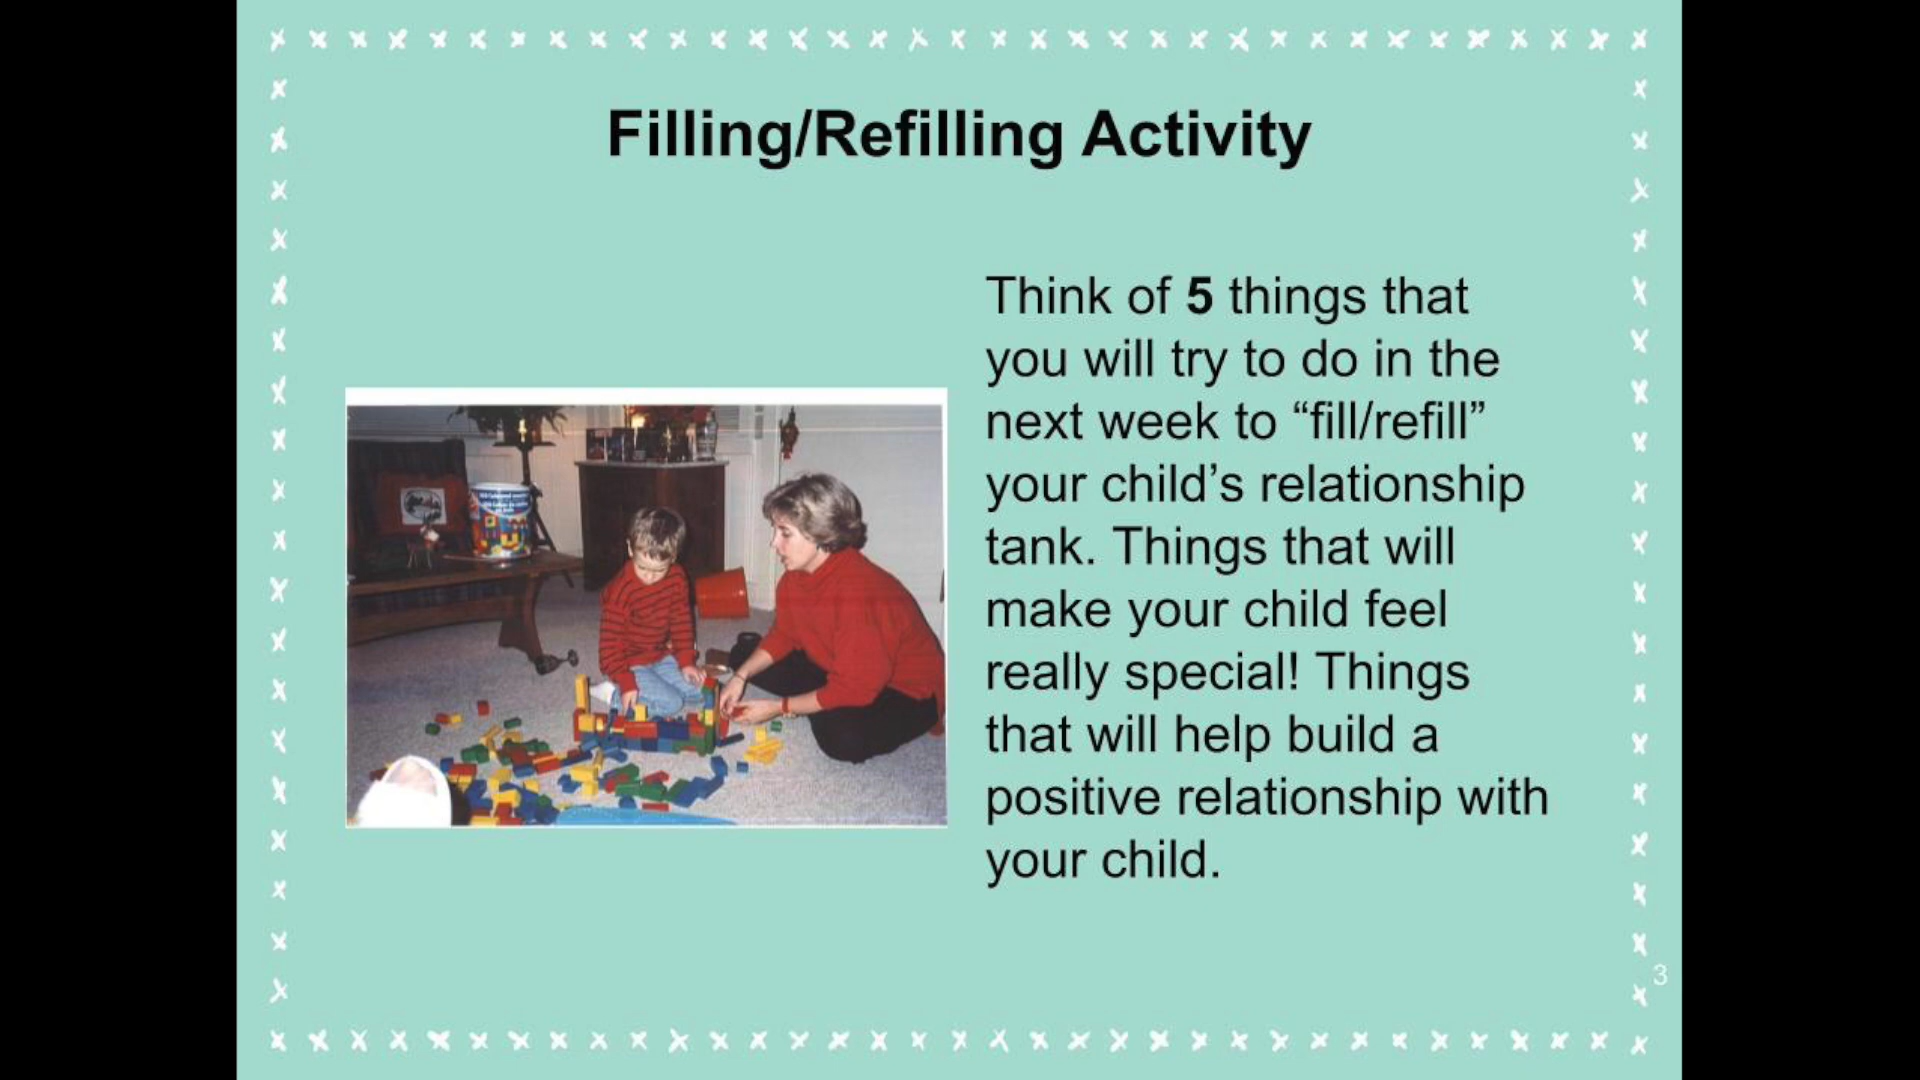 Filling/Refilling Activity
Think of 5 things that
you will try to do in the
next week to “fill/refill”
your child’s relationship
tank. Things that will
make your child feel
really special! Things
that will help build a
positive relationship with
your child.
3